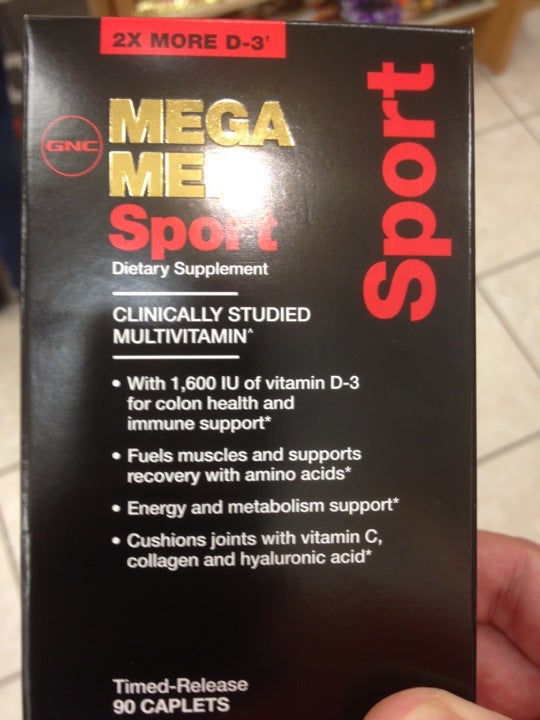 2X MORE D-3†
GNC
MEGA
MEN
Sport
Sport
Dietary Supplement
CLINICALLY STUDIED
MULTIVITAMIN^
• With 1,600 IU of vitamin D-3
for colon health and
immune support*
• Fuels muscles and supports
recovery with amino acids*
• Energy and metabolism support*
• Cushions joints with vitamin C,
collagen and hyaluronic acid*
Timed-Release
90 CAPLETS